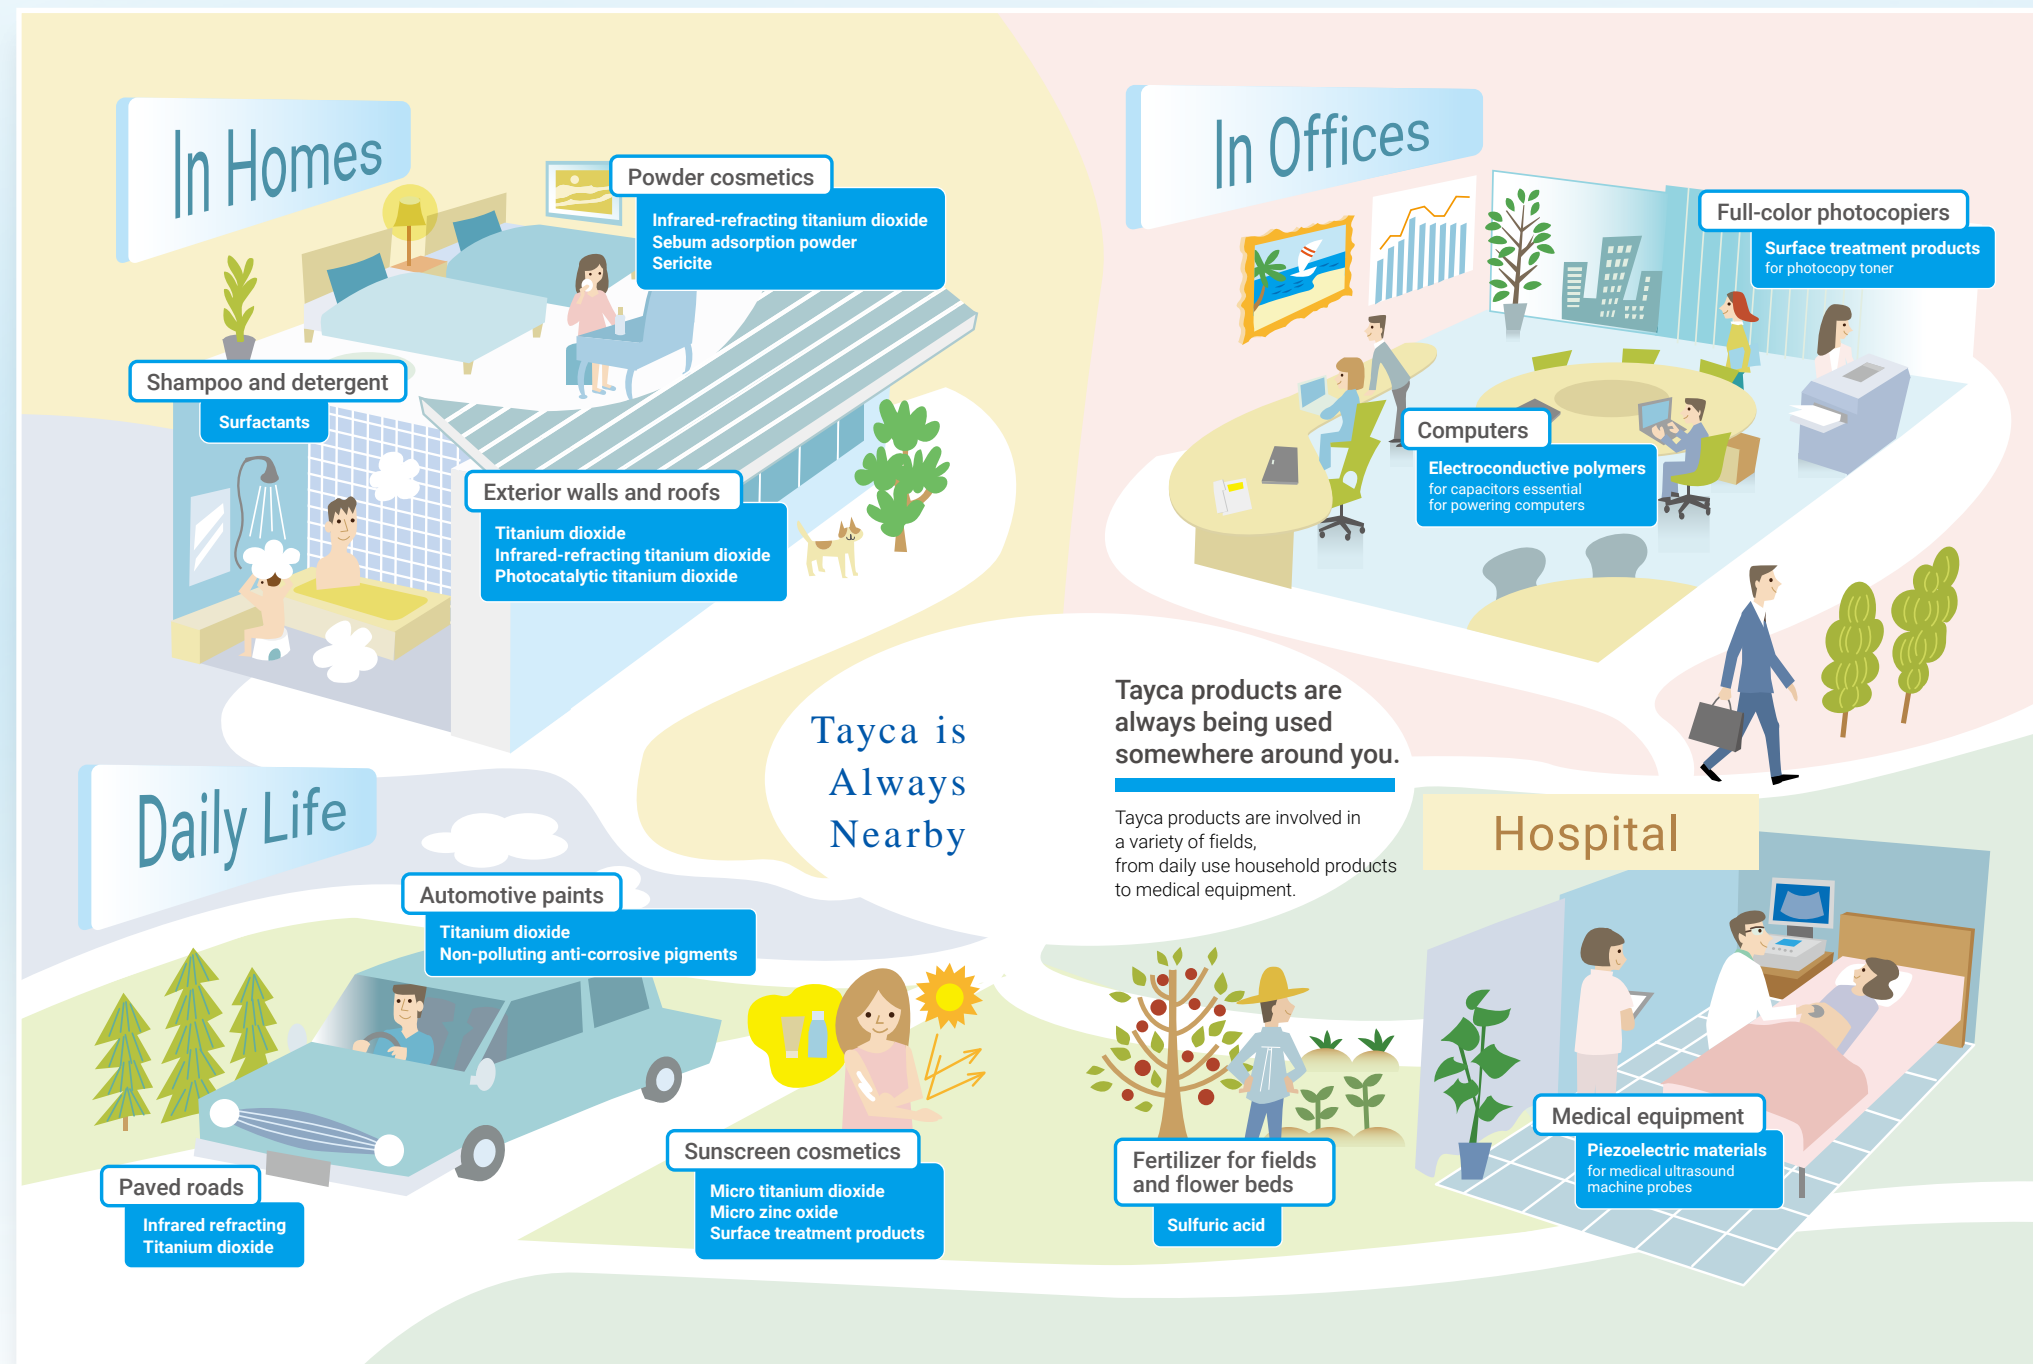 In Homes
Powder cosmetics
Infrared-refracting titanium dioxide
Sebum adsorption powder
Sericite
Shampoo and detergent
Surfactants
Exterior walls and roofs
Titanium dioxide
Infrared-refracting titanium dioxide
Photocatalytic titanium dioxide
In Offices
Full-color photocopiers
Surface treatment products
for photocopy toner
Computers
Electroconductive polymers
for capacitors essential
for powering computers
Tayca is
Always
Nearby
Tayca products are
always being used
somewhere around you.
Tayca products are involved in
a variety of fields,
from daily use household products
to medical equipment.
Daily Life
Automotive paints
Titanium dioxide
Non-polluting anti-corrosive pigments
Paved roads
Infrared refracting
Titanium dioxide
Sunscreen cosmetics
Micro titanium dioxide
Micro zinc oxide
Surface treatment products
Fertilizer for fields
and flower beds
Sulfuric acid
Hospital
Medical equipment
Piezoelectric materials
for medical ultrasound
machine probes